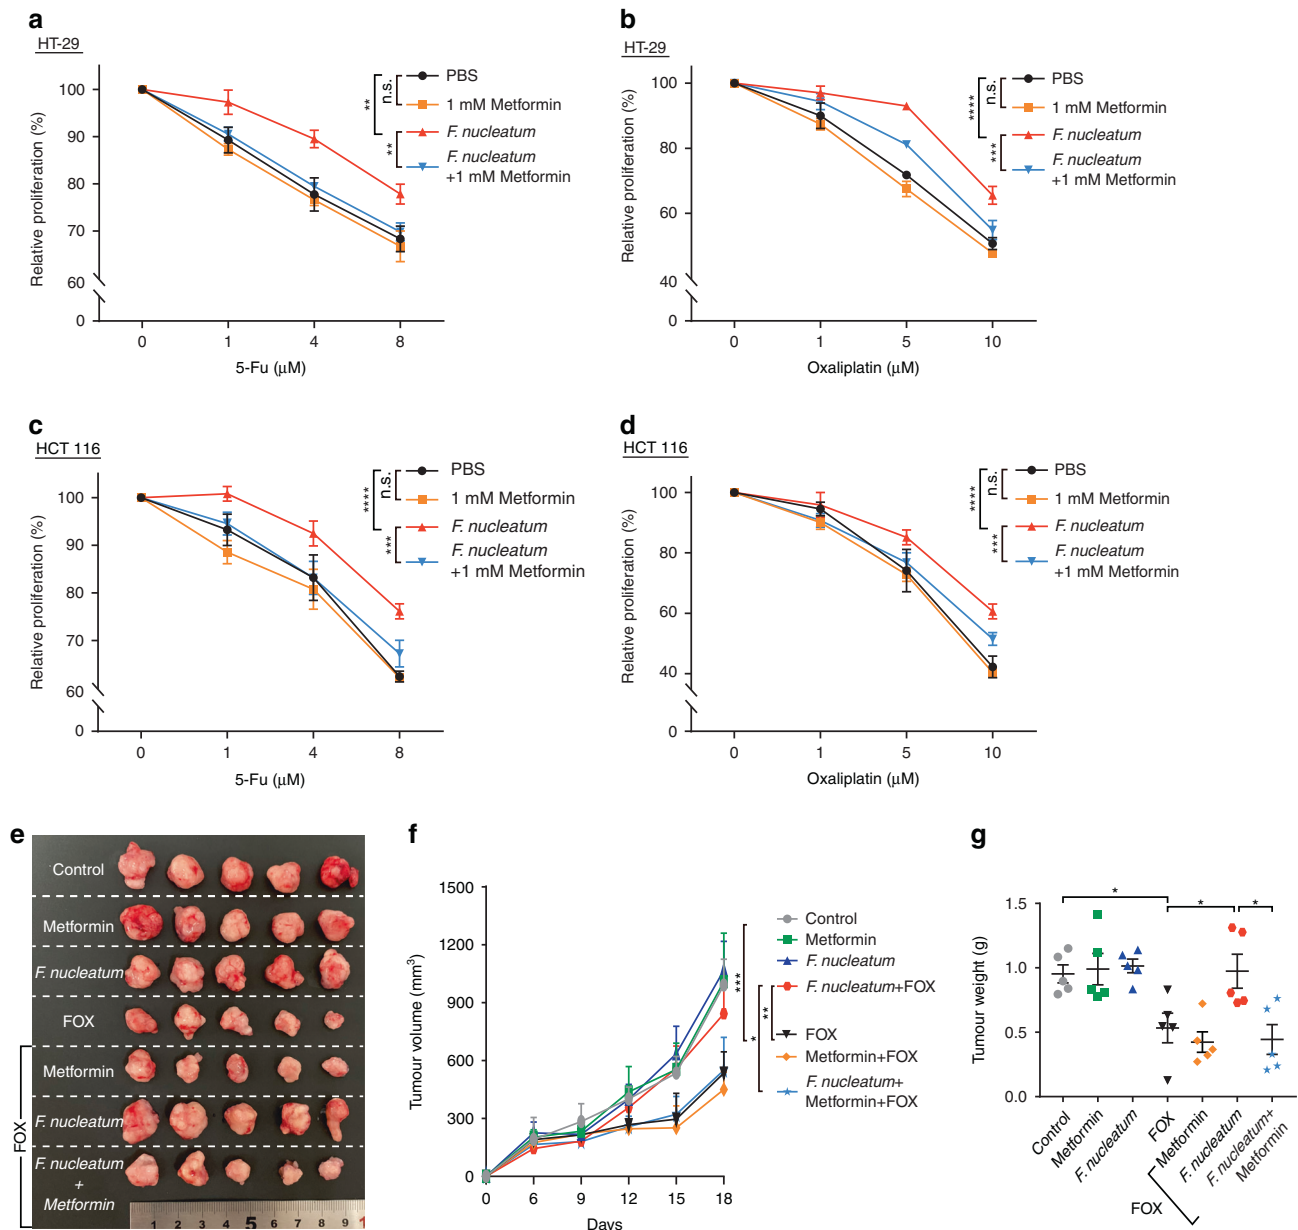 a
HT-29
Relative proliferation (%)
100
90
80
70
60
0
0 1 4 8
5-Fu (μM)
PBS
1 mM Metformin
F. nucleatum
F. nucleatum
+1 mM Metformin
n.s.
**
**
b
HT-29
Relative proliferation (%)
100
80
60
40
0
0 1 5 10
Oxaliplatin (μM)
PBS
1 mM Metformin
F. nucleatum
F. nucleatum
+1 mM Metformin
n.s.
****
***
c
HCT 116
Relative proliferation (%)
100
90
80
70
60
0
0 1 4 8
5-Fu (μM)
PBS
1 mM Metformin
F. nucleatum
F. nucleatum
+1 mM Metformin
n.s.
****
***
d
HCT 116
Relative proliferation (%)
100
80
60
40
0
0 1 5 10
Oxaliplatin (μM)
PBS
1 mM Metformin
F. nucleatum
F. nucleatum
+1 mM Metformin
n.s.
****
***
e
Control
Metformin
F. nucleatum
FOX
FOX
Metformin
F. nucleatum
F. nucleatum
+
Metformin
1 2 3 4 5 6 7 8 9 1
f
Tumour volume (mm³)
1500
1200
900
600
300
0
0 6 9 12 15 18
Days
Control
Metformin
F. nucleatum
F. nucleatum+FOX
FOX
Metformin+FOX
F. nucleatum+
Metformin+FOX
***
**
*
g
Tumour weight (g)
1.5
1.0
0.5
0.0
*
*
*
Control
Metformin
F. nucleatum
FOX
Metformin
F. nucleatum
F. nucleatum+
Metformin
FOX